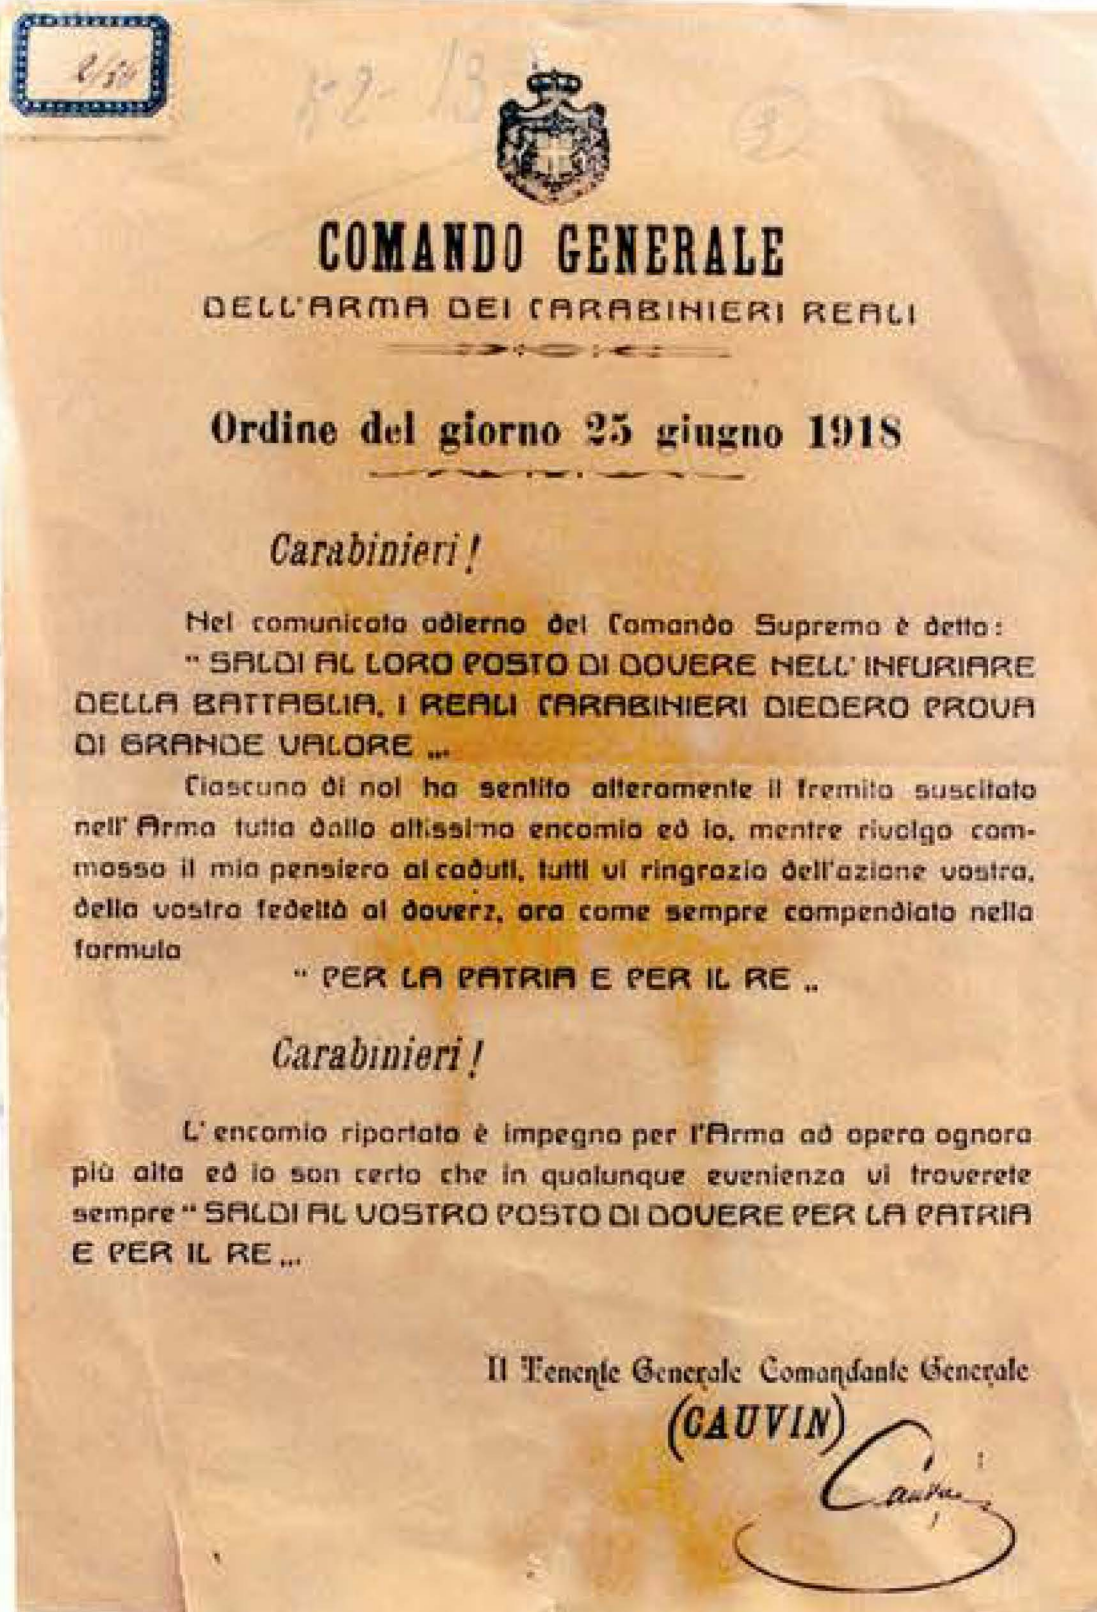 2/54
COMANDO GENERALE
DELL'ARMA DEI CARABINIERI REALI
Ordine del giorno 25 giugno 1918
Carabinieri!
Nel comunicato odierno del Comando Supremo è detto:
“ SALDI AL LORO POSTO DI DOVERE NELL' INFURIARE
DELLA BATTAGLIA, I REALI CARABINIERI DIEDERO PROVA
DI GRANDE VALORE „.
Ciascuno di noi ha sentito alteramente il fremito suscitato
nell' Arma tutta dallo altissimo encomio ed io, mentre rivolgo com-
mosso il mio pensiero ai caduti, tutti vi ringrazio dell'azione vostra,
della vostra fedeltà al dovere, ora come sempre compendiato nella
formula
“ PER LA PATRIA E PER IL RE „
Carabinieri!
L' encomio riportato è impegno per l'Arma ad opera ognora
più alta ed io son certo che in qualunque evenienza vi troverete
sempre “ SALDI AL VOSTRO POSTO DI DOVERE PER LA PATRIA
E PER IL RE „.
Il Tenente Generale Comandante Generale
(CAUVIN)
Cauvin